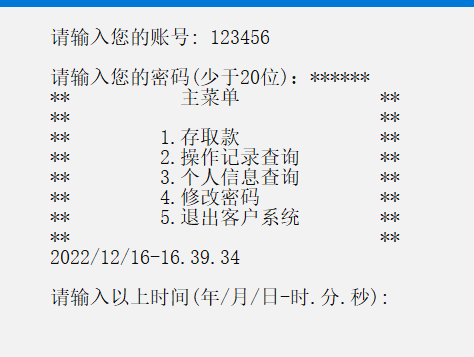 请输入您的账号: 123456
请输入您的密码(少于20位): ******
** 主菜单 **
** **
** 1.存取款 **
** 2.操作记录查询 **
** 3.个人信息查询 **
** 4.修改密码 **
** 5.退出客户系统 **
** **
2022/12/16-16.39.34
请输入以上时间(年/月/日-时.分.秒):